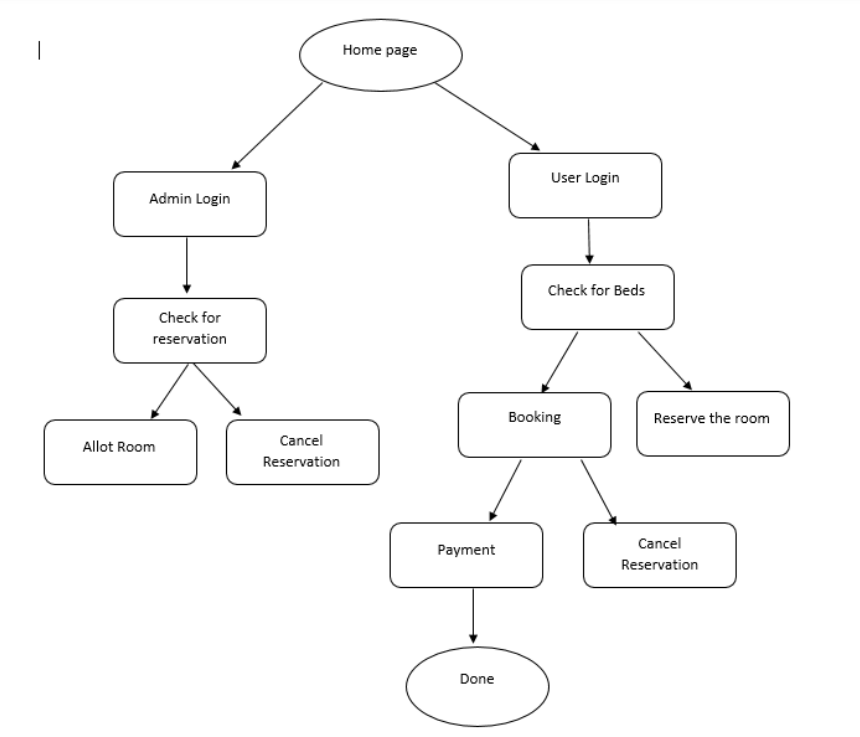 Home page
Admin Login
User Login
Check for Beds
Check for
reservation
Booking
Reserve the room
Allot Room
Cancel
Reservation
Payment
Cancel
Reservation
Done